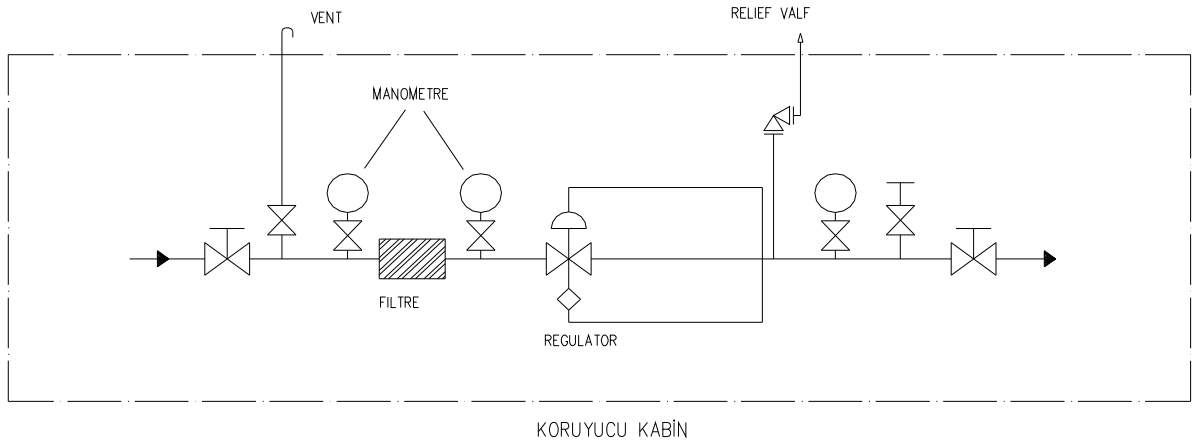 VENT
RELIEF VALF
MANOMETRE
FILTRE
REGULATOR
KORUYUCU KABİN